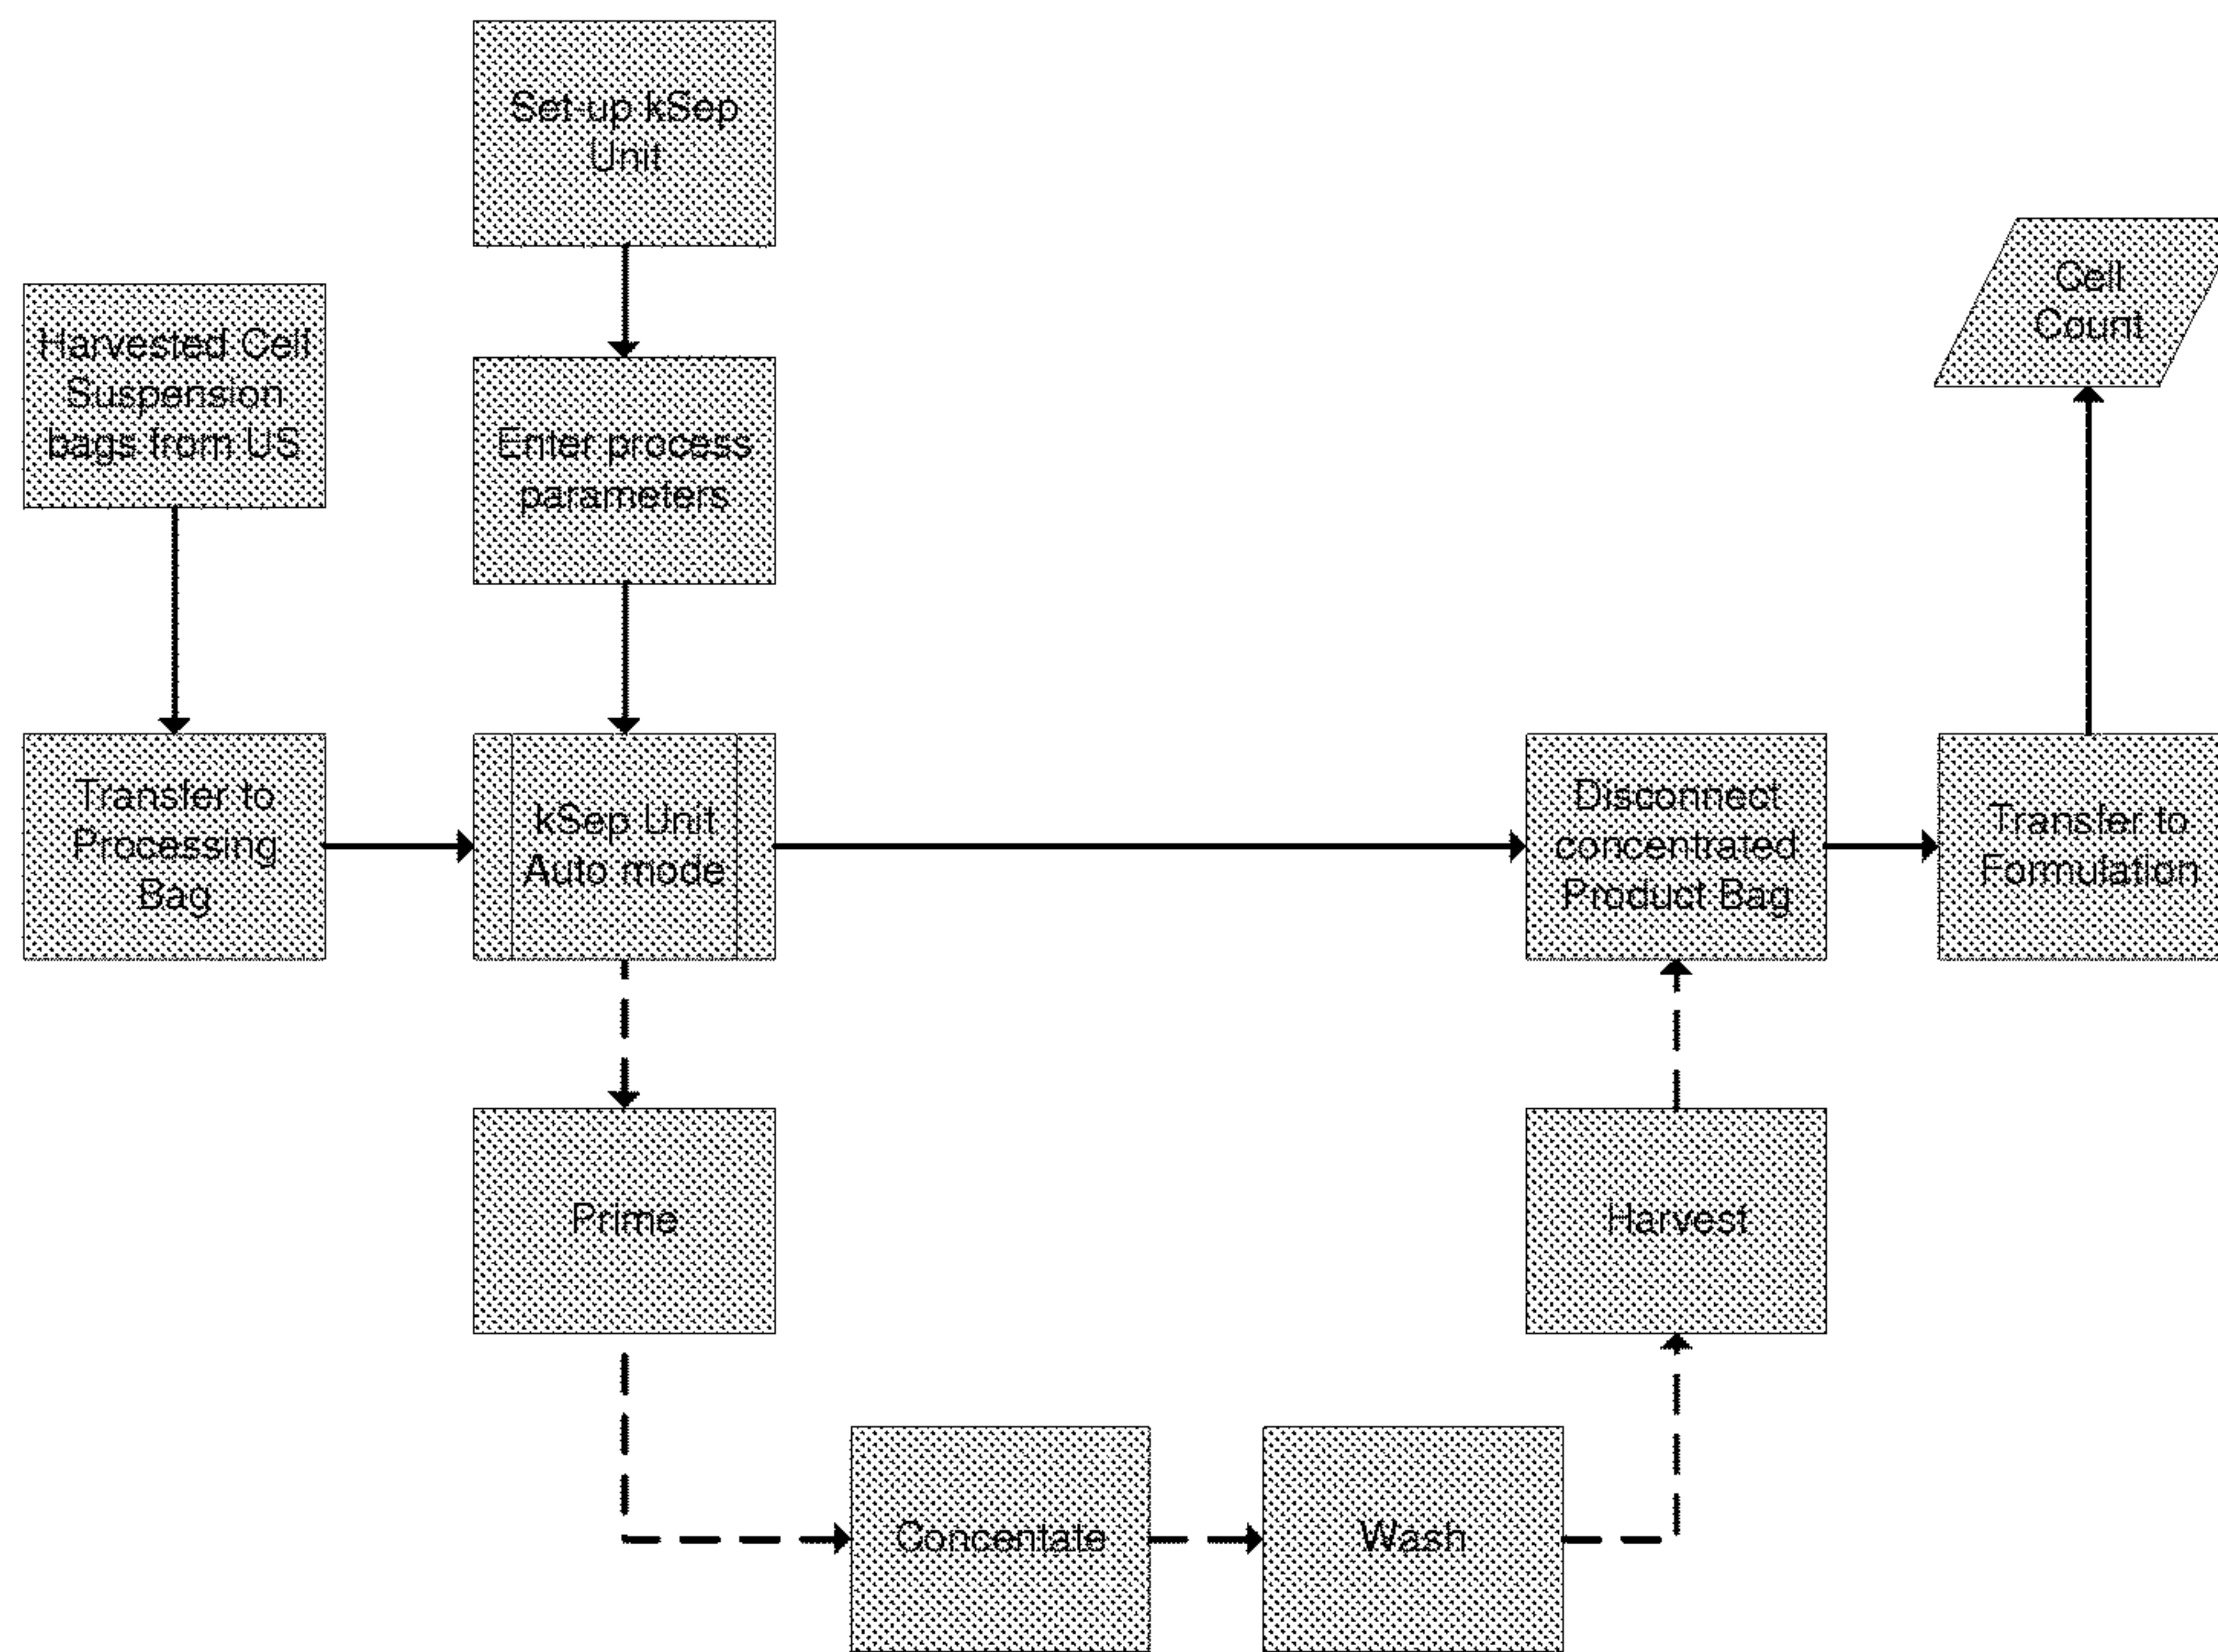 Set-up kSep
Unit
Harvested Cell
Suspension
bags from US
Enter process
parameters
Cell
Count
Transfer to
Processing
Bag
kSep Unit
Auto mode
Disconnect
concentrated
Product Bag
Transfer to
Formulation
Prime
Harvest
Concentate
Wash